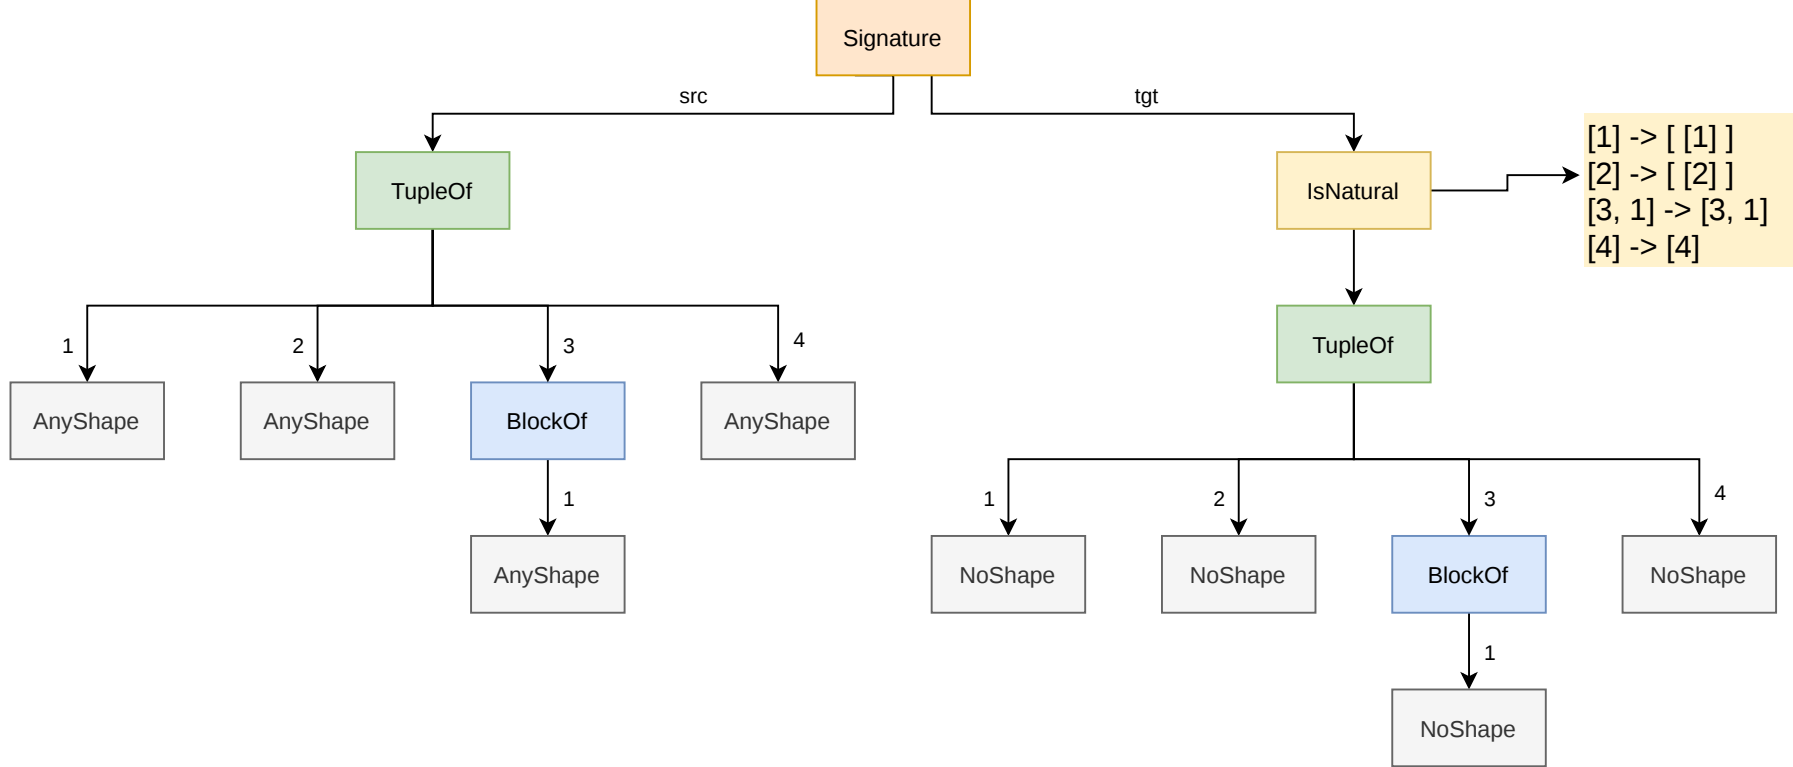 Signature
src
tgt
TupleOf
IsNatural
[1] -> [ [1] ]
[2] -> [ [2] ]
[3, 1] -> [3, 1]
[4] -> [4]
1
2
3
4
AnyShape
AnyShape
BlockOf
AnyShape
TupleOf
1
AnyShape
1
2
3
4
NoShape
NoShape
BlockOf
NoShape
1
NoShape